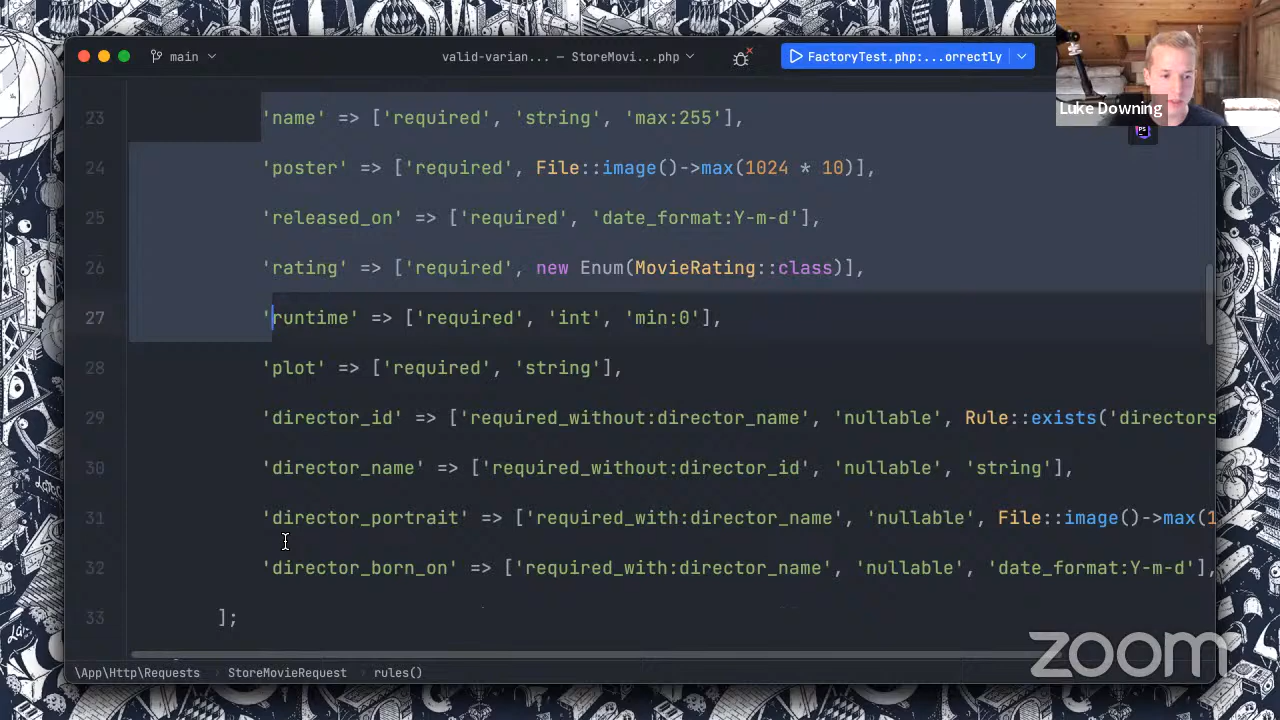 main
valid-varian... — StoreMovi...php
FactoryTest.php:...orrectly
Luke Downing
PS
23 'name' => ['required', 'string', 'max:255'],
24 'poster' => ['required', File::image()->max(1024 * 10)],
25 'released_on' => ['required', 'date_format:Y-m-d'],
26 'rating' => ['required', new Enum(MovieRating::class)],
27 'runtime' => ['required', 'int', 'min:0'],
28 'plot' => ['required', 'string'],
29 'director_id' => ['required_without:director_name', 'nullable', Rule::exists('directors
30 'director_name' => ['required_without:director_id', 'nullable', 'string'],
31 'director_portrait' => ['required_with:director_name', 'nullable', File::image()->max(1
32 'director_born_on' => ['required_with:director_name', 'nullable', 'date_format:Y-m-d'],
33 ];
zoom
\App\Http\Requests › StoreMovieRequest › rules()